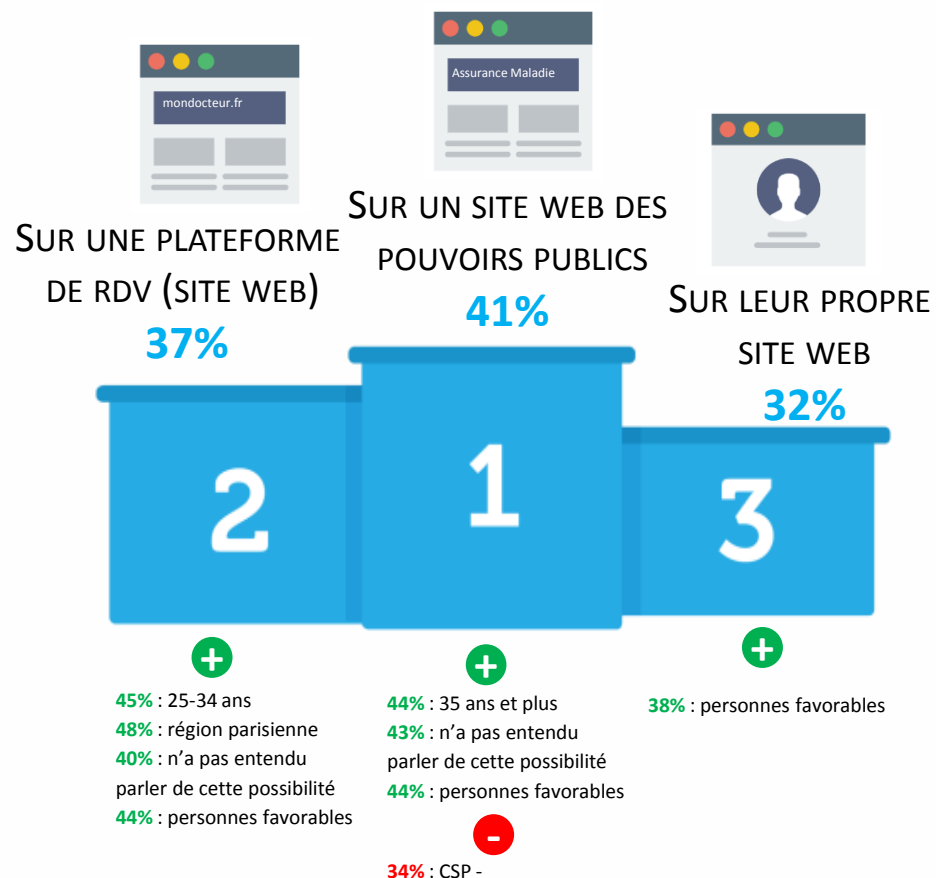 mondocteur.fr
SUR UNE PLATEFORME
DE RDV (SITE WEB)
37%
Assurance Maladie
SUR UN SITE WEB DES
POUVOIRS PUBLICS
41%
SUR LEUR PROPRE
SITE WEB
32%
2
1
3
+
45% : 25-34 ans
48% : région parisienne
40% : n’a pas entendu
parler de cette possibilité
44% : personnes favorables
+
44% : 35 ans et plus
43% : n’a pas entendu
parler de cette possibilité
44% : personnes favorables
-
34% : CSP -
+
38% : personnes favorables